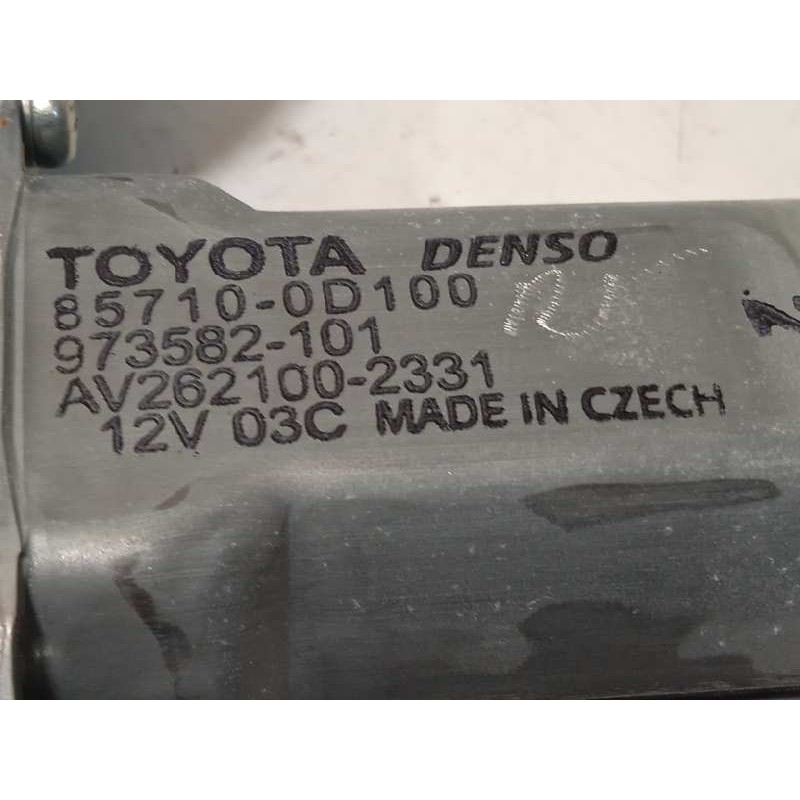 TOYOTA DENSO
85710-0D100
973582-101
AV262100-2331
12V 03C MADE IN CZECH